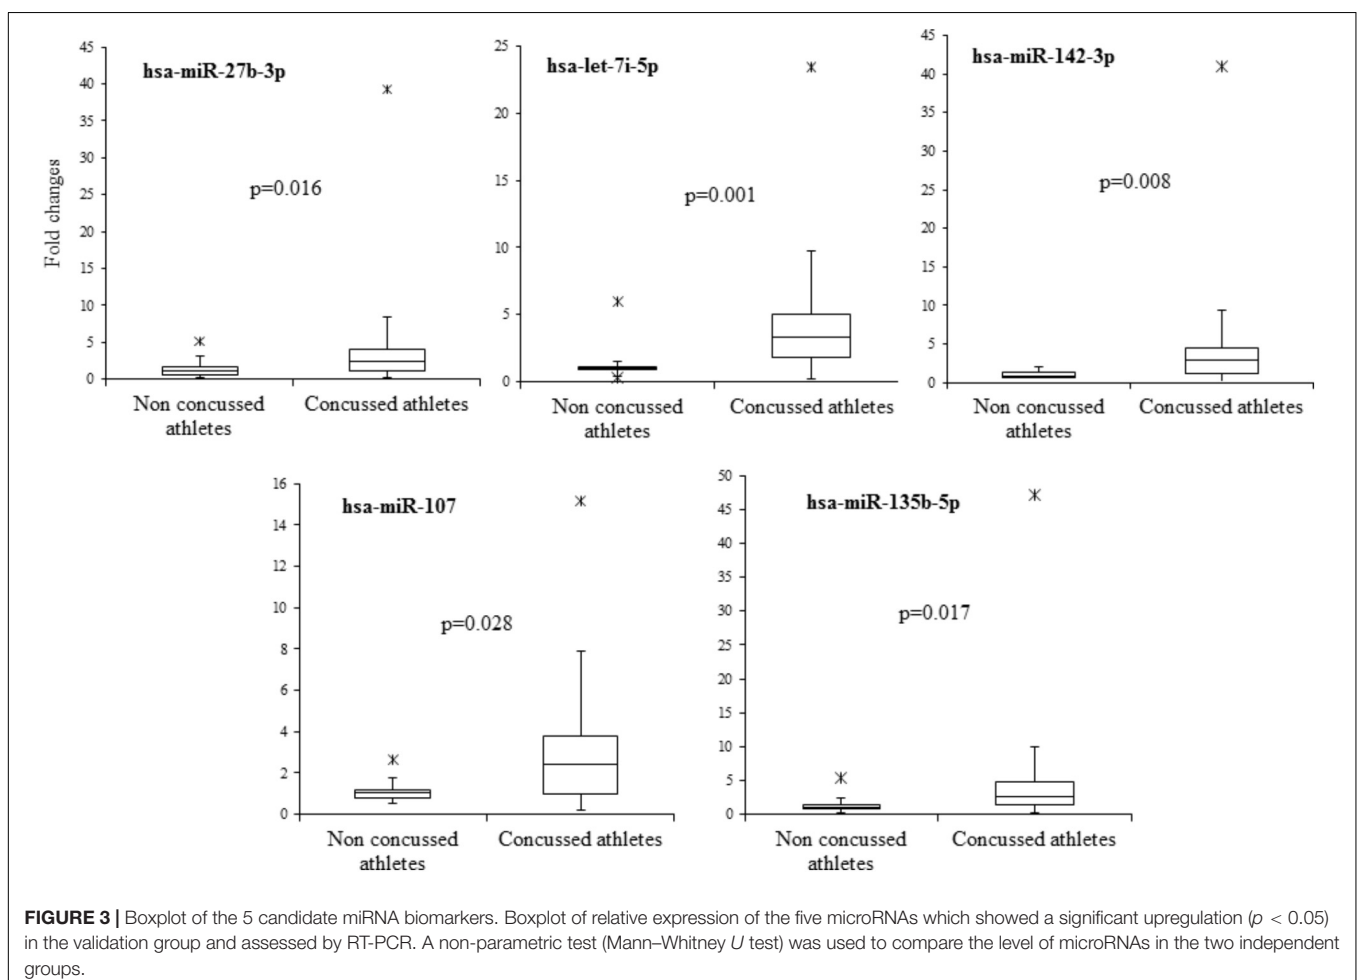 hsa-miR-27b-3p
45
40
35
30
25
20
15
10
5
0
Fold changes
p=0.016
Non concussed
athletes
Concussed athletes
hsa-let-7i-5p
25
20
15
10
5
0
p=0.001
Non concussed
athletes
Concussed athletes
hsa-miR-142-3p
45
40
35
30
25
20
15
10
5
0
p=0.008
Non concussed
athletes
Concussed athletes
hsa-miR-107
16
14
12
10
8
6
4
2
0
p=0.028
Non concussed
athletes
Concussed athletes
hsa-miR-135b-5p
50
45
40
35
30
25
20
15
10
5
0
p=0.017
Non concussed
athletes
Concussed athletes
FIGURE 3 | Boxplot of the 5 candidate miRNA biomarkers. Boxplot of relative expression of the five microRNAs which showed a significant upregulation (p < 0.05)
in the validation group and assessed by RT-PCR. A non-parametric test (Mann–Whitney U test) was used to compare the level of microRNAs in the two independent
groups.